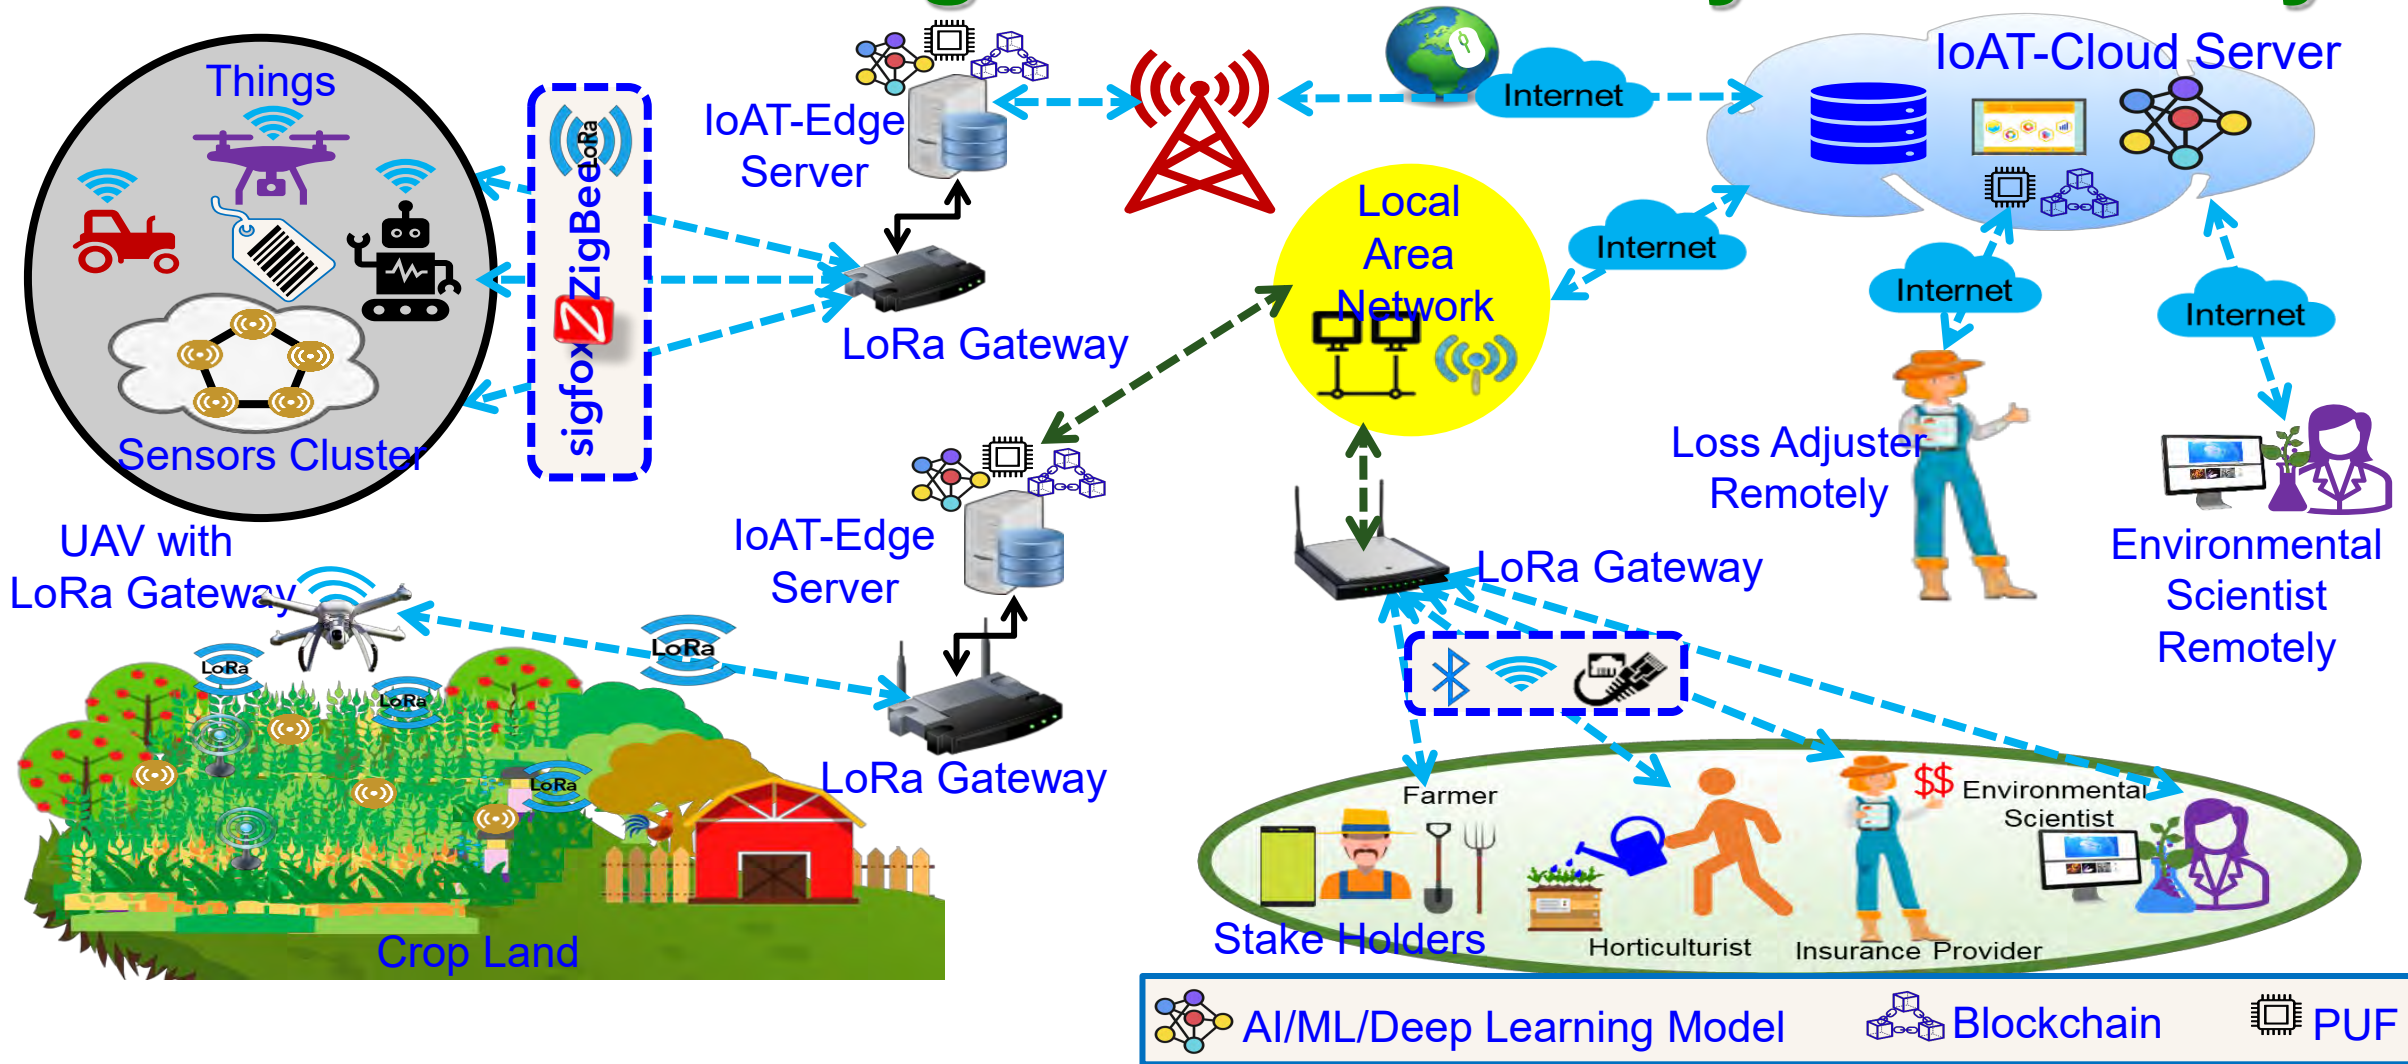 Things
Sensors Cluster
LoRa
ZigBee
sigfox
IoAT-Edge
Server
LoRa Gateway
Internet
IoAT-Cloud Server
Local
Area
Network
Internet
Internet
Internet
Loss Adjuster
Remotely
Environmental
Scientist
Remotely
UAV with
LoRa Gateway
LoRa
LoRa
LoRa
LoRa
IoAT-Edge
Server
LoRa Gateway
LoRa Gateway
Crop Land
Farmer
$$
Environmental
Scientist
Stake Holders
Horticulturist
Insurance Provider
AI/ML/Deep Learning Model
Blockchain
PUF